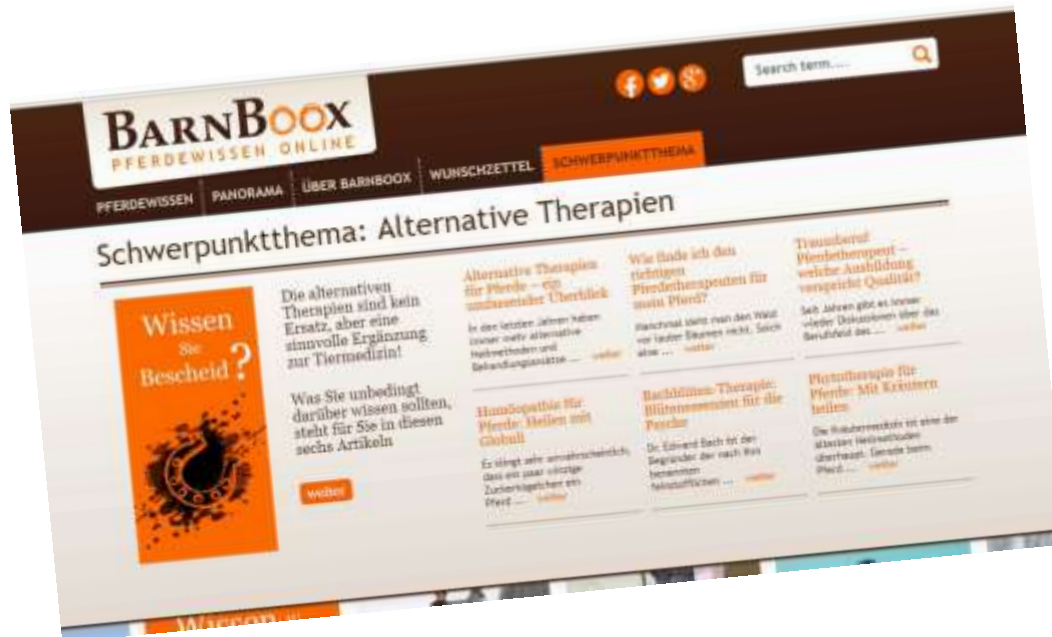 BARNBOOX
PFERDEWISSEN ONLINE
Search term....
PFERDEWISSEN
PANORAMA
ÜBER BARNBOOX
WUNSCHZETTEL
SCHWERPUNKTTHEMA
Schwerpunktthema: Alternative Therapien
Wissen
Sie
Bescheid?
Die alternativen
Therapien sind kein
Ersatz, aber eine
sinnvolle Ergänzung
zur Tiermedizin!
Was Sie unbedingt
darüber wissen sollten,
steht für Sie in diesen
sechs Artikeln
weiter
Alternative Therapien
für Pferde – ein
umfassender Überblick
In den letzten Jahren haben
immer mehr alternative
Heilmethoden und
Behandlungsansätze ... weiter
Wie finde ich den
richtigen
Pferdetherapeuten für
mein Pferd?
Manchmal sieht man den Wald
vor lauter Bäumen nicht. Solch
eine ... weiter
Traumberuf
Pferdetherapeut –
welche Ausbildung
verspricht Qualität?
Seit Jahren gibt es immer
wieder Diskussionen über das
Berufsfeld des ... weiter
Homöopathie für
Pferde: Heilen mit
Globuli
Es klingt sehr unwahrscheinlich,
dass ein paar winzige
Zuckerkügelchen ein
Pferd ... weiter
Bachblüten-Therapie:
Blütenessenzen für die
Psyche
Dr. Edward Bach ist der
Begründer der nach ihm
benannten
feinstofflichen ... weiter
Phytotherapie für
Pferde: Mit Kräutern
heilen
Die Kräutermedizin ist eine der
ältesten Heilmethoden
überhaupt. Gerade beim
Pferd ... weiter
Wissen